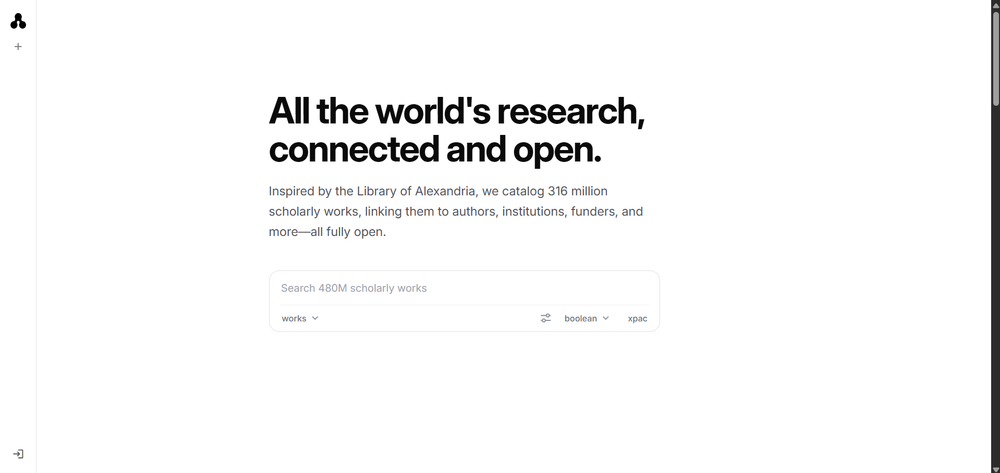 All the world's research,
connected and open.
Inspired by the Library of Alexandria, we catalog 316 million
scholarly works, linking them to authors, institutions, funders, and
more—all fully open.
Search 480M scholarly works
works boolean xpac